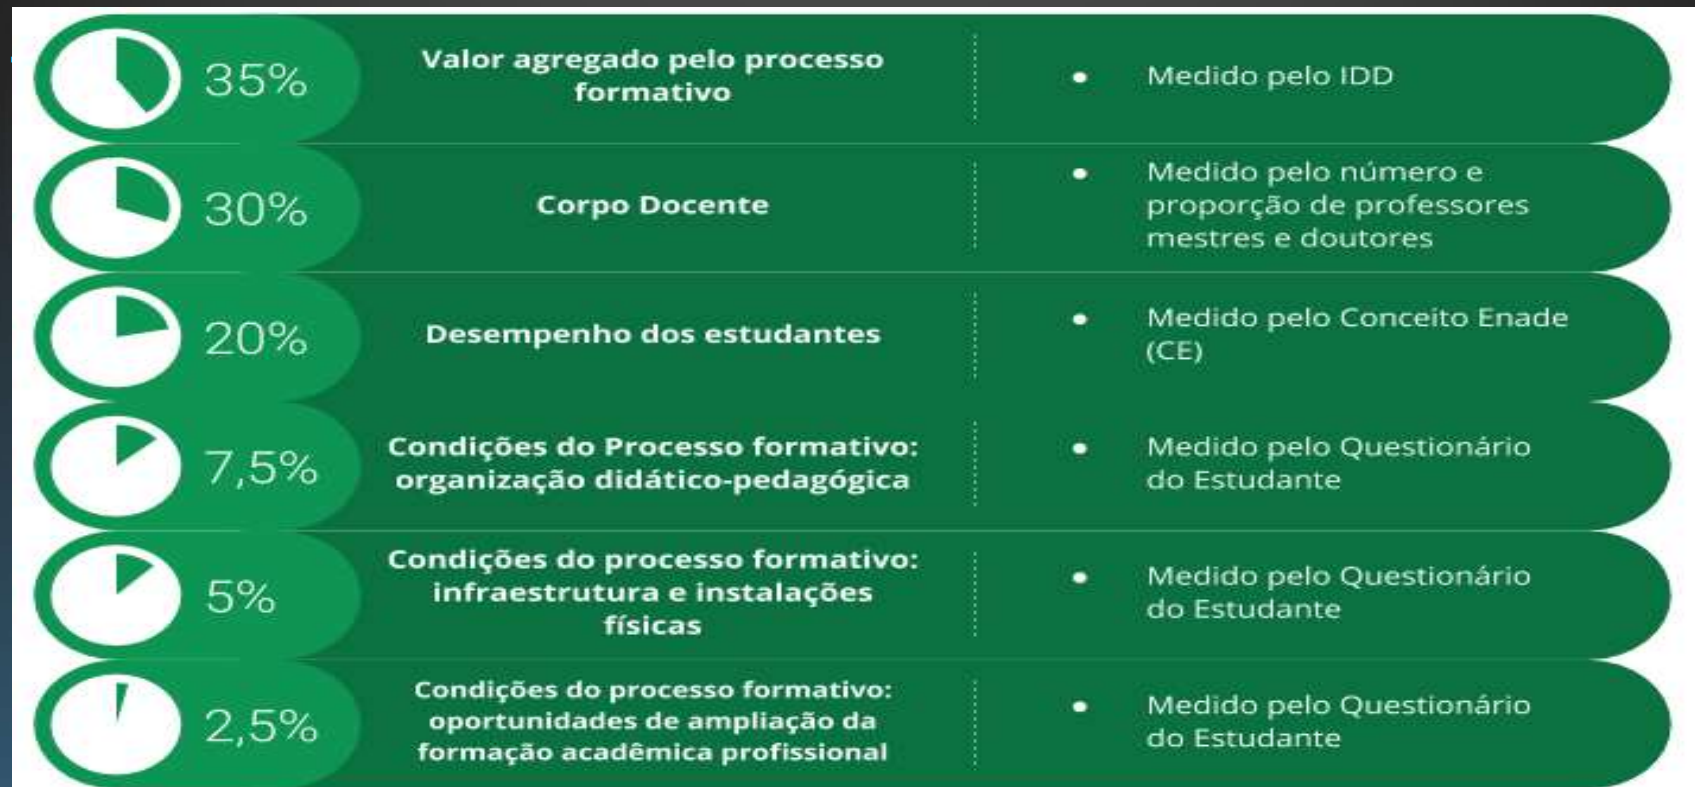 35%
Valor agregado pelo processo
formativo
● Medido pelo IDD
30%
Corpo Docente
● Medido pelo número e
proporção de professores
mestres e doutores
20%
Desempenho dos estudantes
● Medido pelo Conceito Enade
(CE)
7,5%
Condições do Processo formativo:
organização didático-pedagógica
● Medido pelo Questionário
do Estudante
5%
Condições do processo formativo:
infraestrutura e instalações
físicas
● Medido pelo Questionário
do Estudante
2,5%
Condições do processo formativo:
oportunidades de ampliação da
formação acadêmica profissional
● Medido pelo Questionário
do Estudante